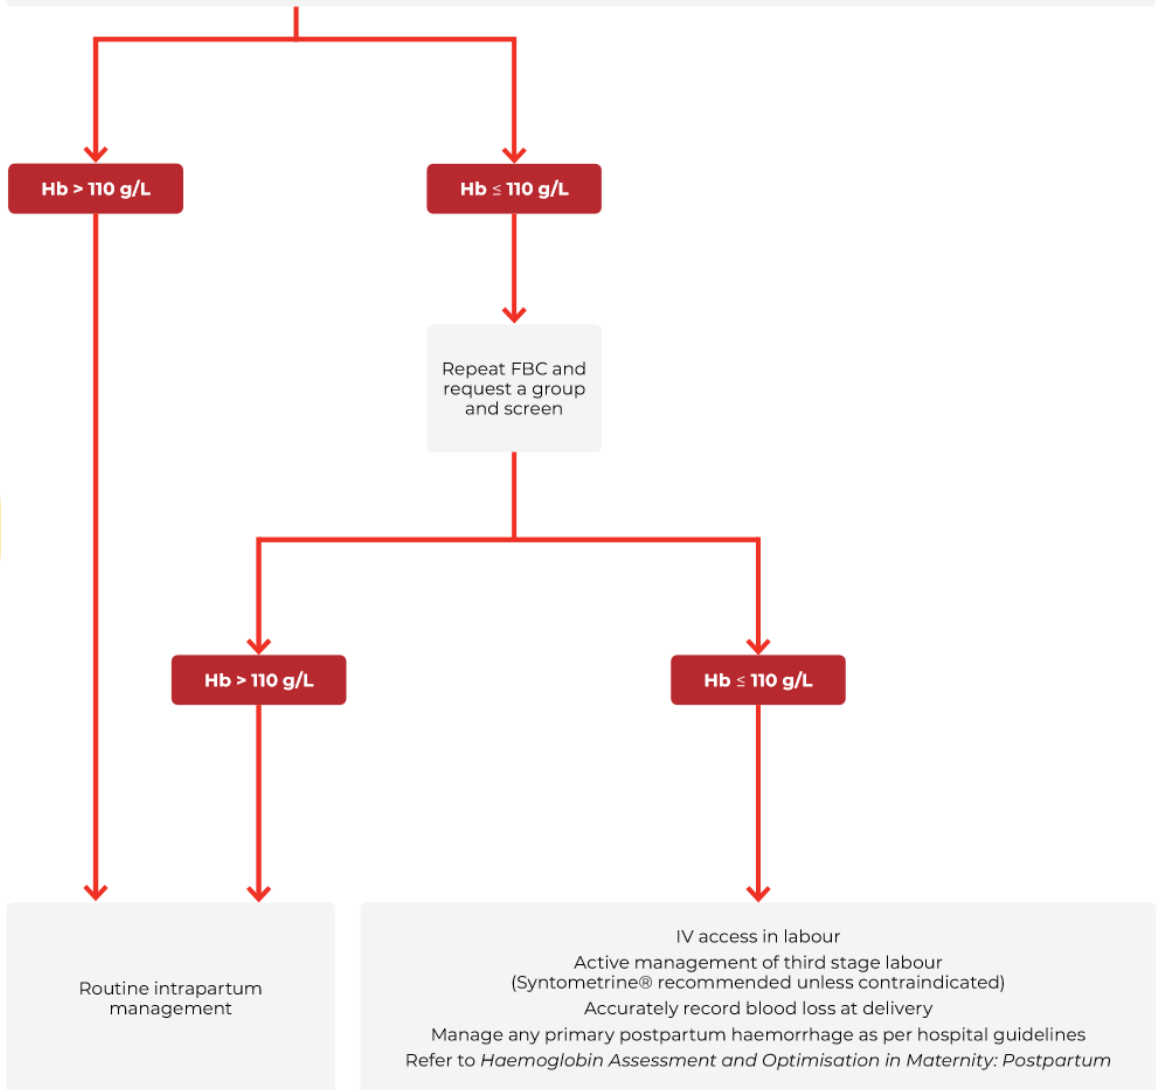 Hb > 110 g/L
Hb ≤ 110 g/L
Repeat FBC and
request a group
and screen
Hb > 110 g/L
Hb ≤ 110 g/L
Routine intrapartum
management
IV access in labour
Active management of third stage labour
(Syntometrine® recommended unless contraindicated)
Accurately record blood loss at delivery
Manage any primary postpartum haemorrhage as per hospital guidelines
Refer to Haemoglobin Assessment and Optimisation in Maternity: Postpartum